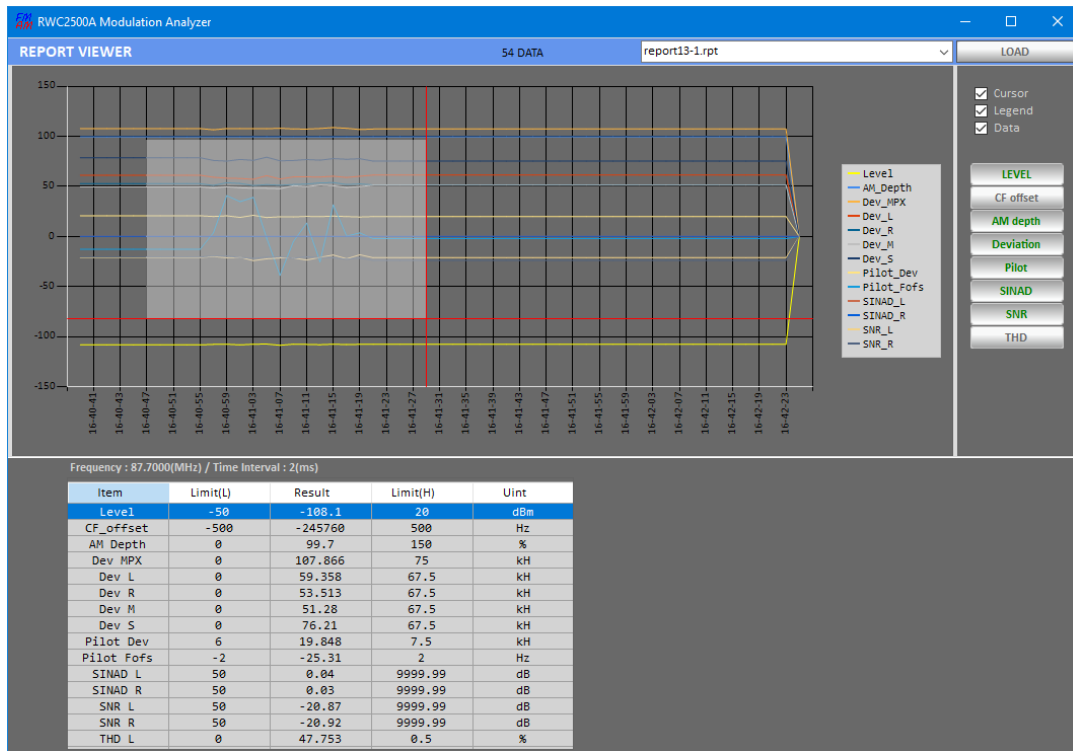 FM RWC2500A Modulation Analyzer
REPORT VIEWER 54 DATA report13-1.rpt LOAD
Cursor
Legend
Data
LEVEL
CF offset
AM depth
Deviation
Pilot
SINAD
SNR
THD
150
100
50
0
-50
-100
-150
16-40-41 16-40-43 16-40-47 16-40-51 16-40-55 16-40-59 16-41-03 16-41-07 16-41-11 16-41-15 16-41-19 16-41-23 16-41-27 16-41-31 16-41-35 16-41-39 16-41-43 16-41-47 16-41-51 16-41-55 16-41-59 16-42-03 16-42-07 16-42-11 16-42-15 16-42-19 16-42-23
Level
AM_Depth
Dev_MPX
Dev_L
Dev_R
Dev_M
Dev_S
Pilot_Dev
Pilot_Fofs
SINAD_L
SINAD_R
SNR_L
SNR_R
Frequency : 87.7000(MHz) / Time Interval : 2(ms)
Item Limit(L) Result Limit(H) Uint
Level -50 -108.1 20 dBm
CF_offset -500 -245760 500 Hz
AM Depth 0 99.7 150 %
Dev MPX 0 107.866 75 kH
Dev L 0 59.358 67.5 kH
Dev R 0 53.513 67.5 kH
Dev M 0 51.28 67.5 kH
Dev S 0 76.21 67.5 kH
Pilot Dev 6 19.848 7.5 kH
Pilot Fofs -2 -25.31 2 Hz
SINAD L 50 0.04 9999.99 dB
SINAD R 50 0.03 9999.99 dB
SNR L 50 -20.87 9999.99 dB
SNR R 50 -20.92 9999.99 dB
THD L 0 47.753 0.5 %